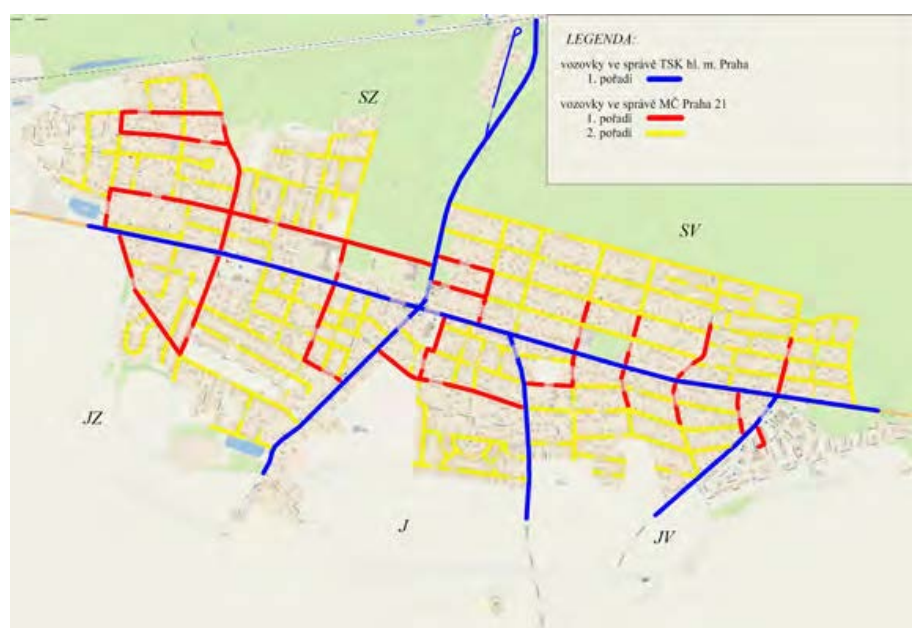 LEGENDA:
vozovky ve správě TSK hl. m. Praha
1. pořadí
vozovky ve správě MČ Praha 21
1. pořadí
2. pořadí
SZ
SV
JZ
J
JV